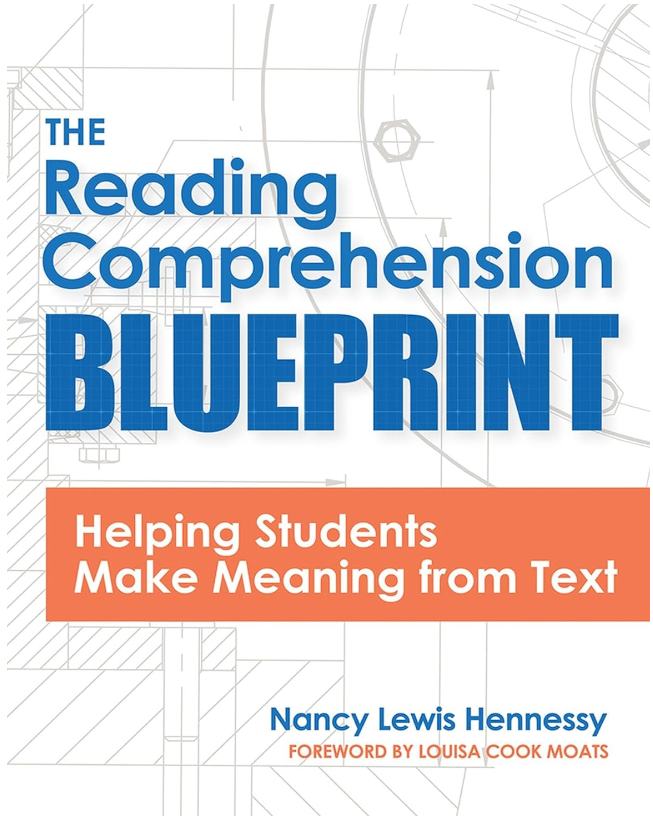 THE
Reading
Comprehension
BLUEPRINT
Helping Students
Make Meaning from Text
Nancy Lewis Hennessy
FOREWORD BY LOUISA COOK MOATS